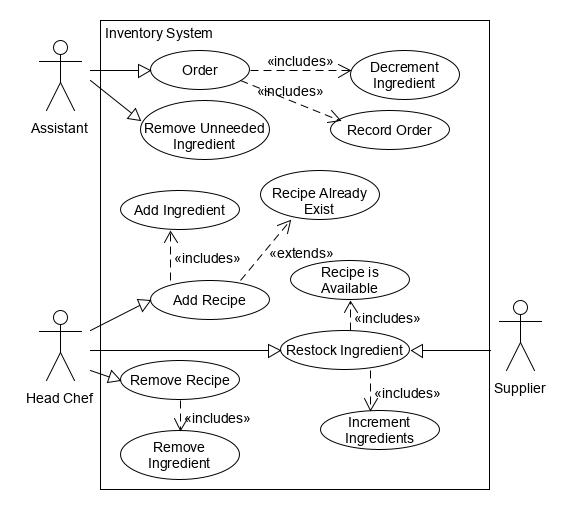 Inventory System
Order
«includes»
Decrement
Ingredient
«includes»
Assistant
Remove Unneeded
Ingredient
Record Order
Recipe Already
Exist
Add Ingredient
«includes»
«extends»
Recipe is
Available
Add Recipe
«includes»
Restock Ingredient
Remove Recipe
Head Chef
Supplier
«includes»
«includes»
Increment
Ingredients
Remove
Ingredient